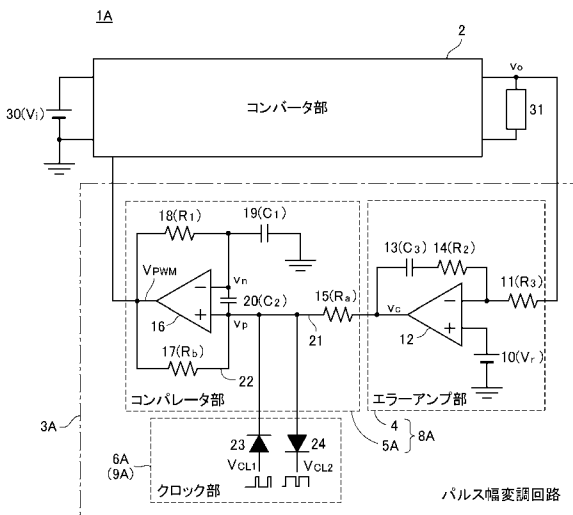 1A
2
コンバータ部
Vo
30(Vi)
31
18(R1)
19(C1)
VPWM
Vn
16
20(C2)
Vp
17(Rb)
22
コンパレータ部
15(Ra)
21
13(C3)
14(R2)
11(R3)
Vc
12
10(Vr)
エラーアンプ部
3A
4
5A
8A
6A
(9A)
23
24
VCL1
VCL2
クロック部
パルス幅変調回路